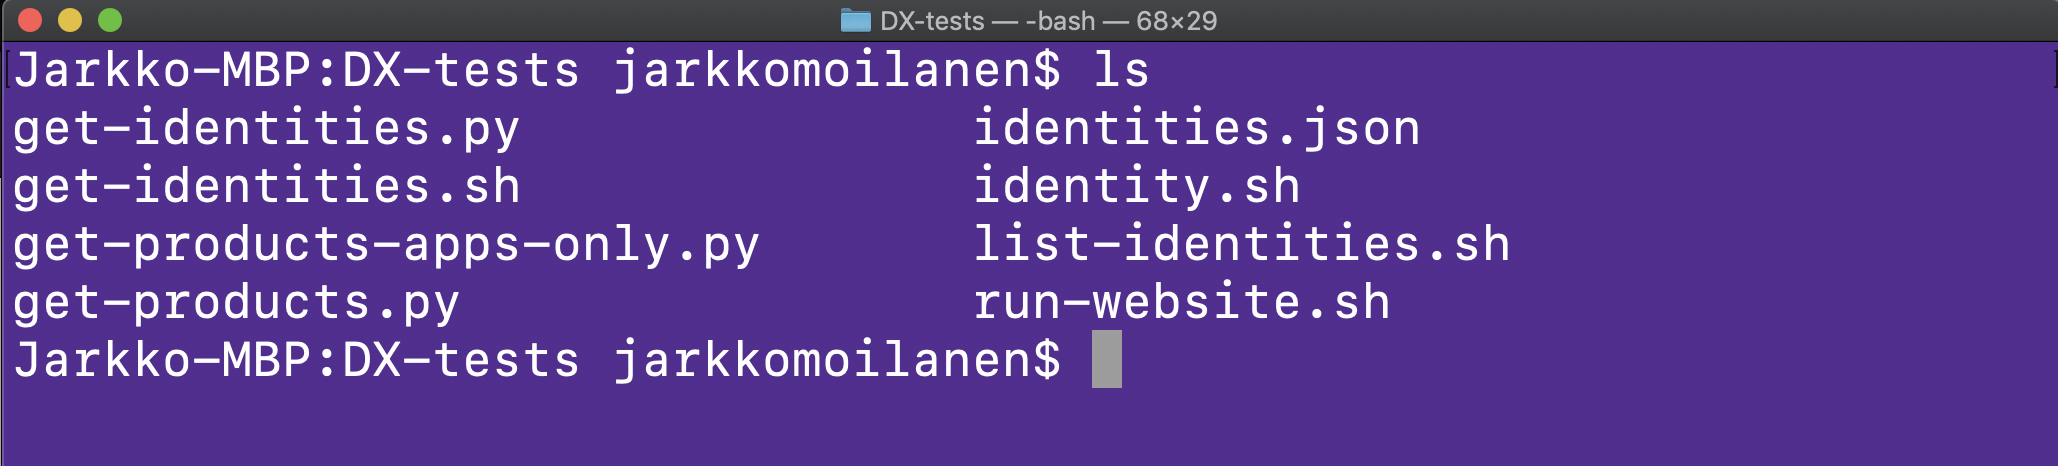 DX-tests — -bash — 68×29
Jarkko-MBP:DX-tests jarkkomoilanen$ ls
get-identities.py identities.json
get-identities.sh identity.sh
get-products-apps-only.py list-identities.sh
get-products.py run-website.sh
Jarkko-MBP:DX-tests jarkkomoilanen$